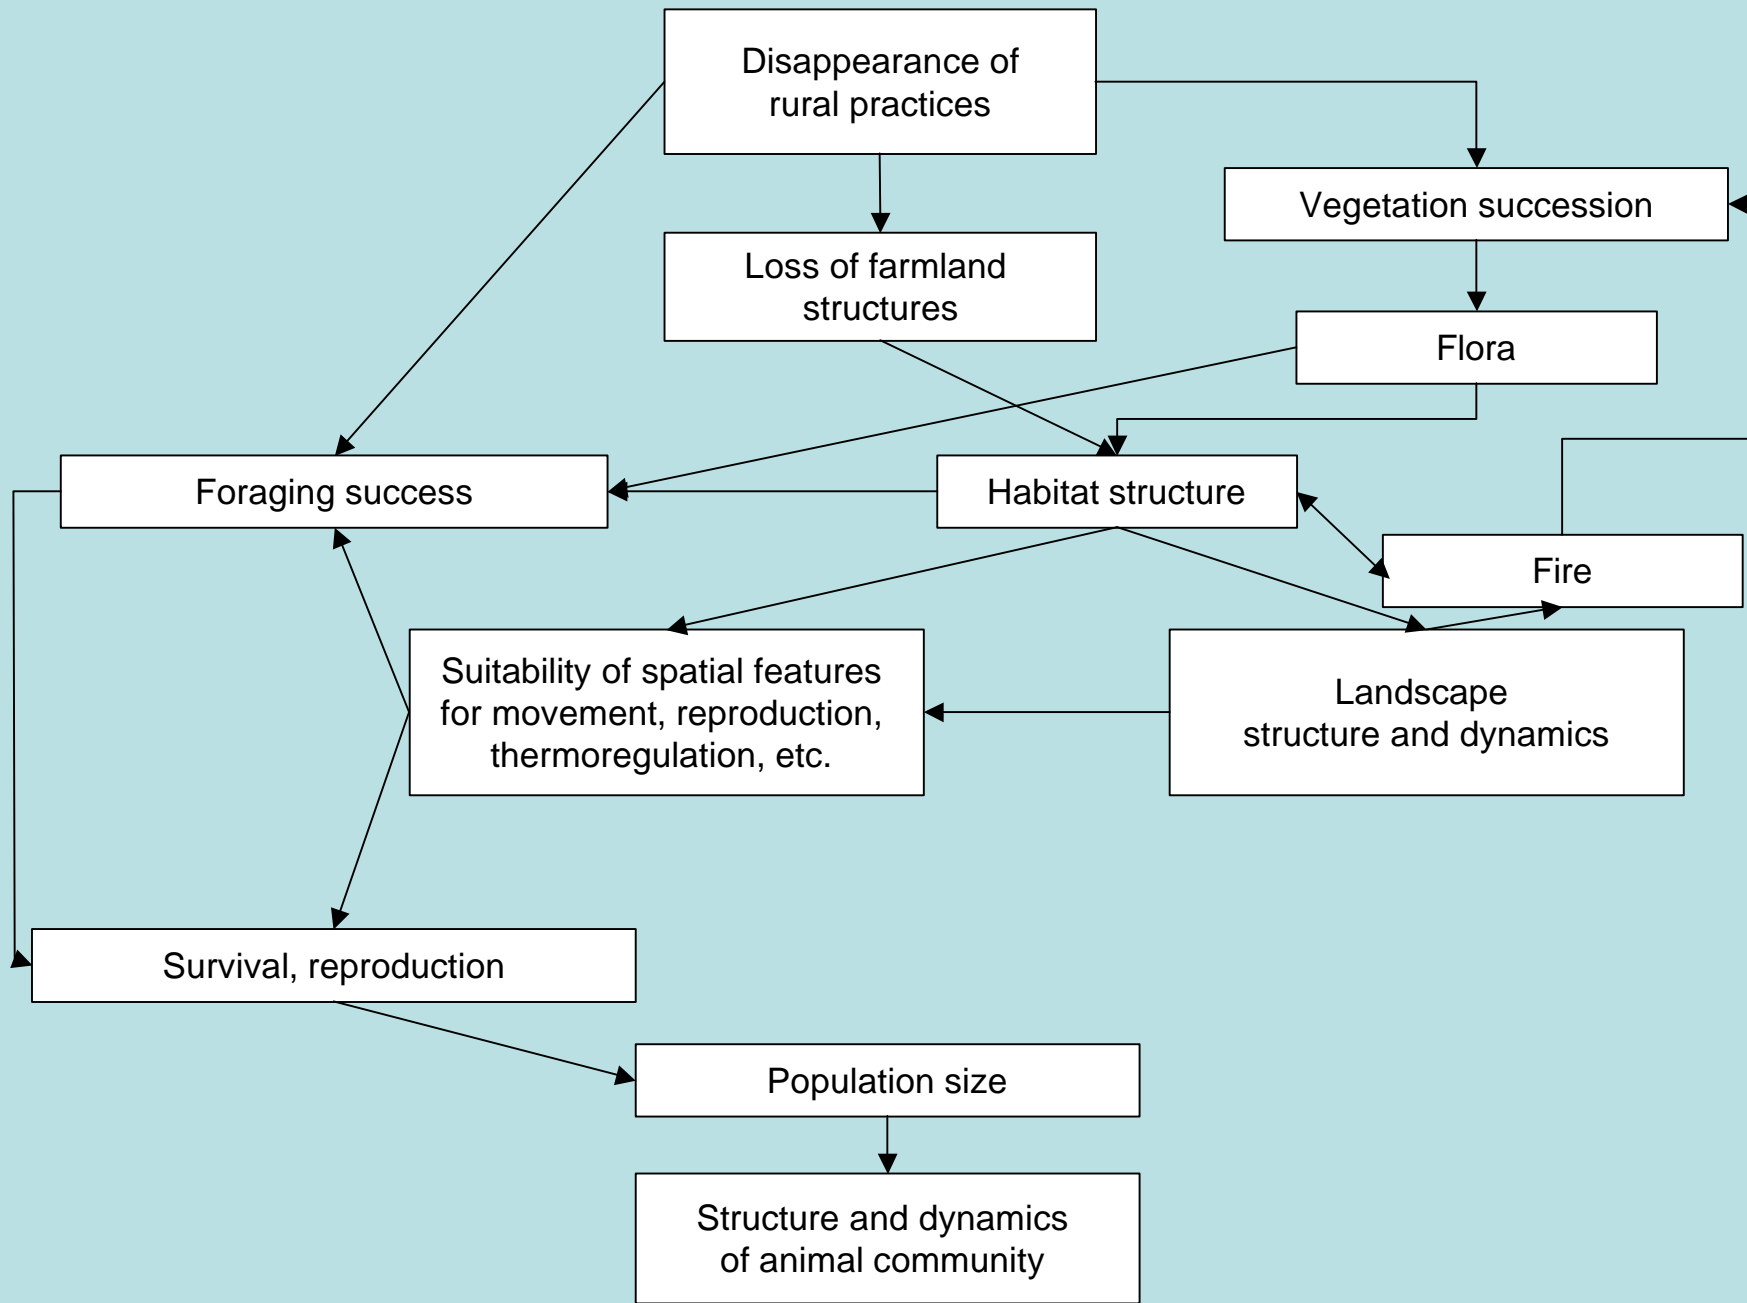 Disappearance of
rural practices
Vegetation succession
Loss of farmland
structures
Flora
Foraging success
Habitat structure
Fire
Suitability of spatial features
for movement, reproduction,
thermoregulation, etc.
Landscape
structure and dynamics
Survival, reproduction
Population size
Structure and dynamics
of animal community